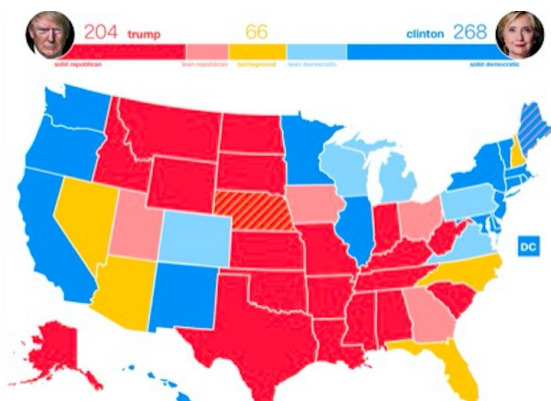 204 trump
66
clinton 268
solid republican
lean republican
battleground
lean democratic
solid democratic
DC